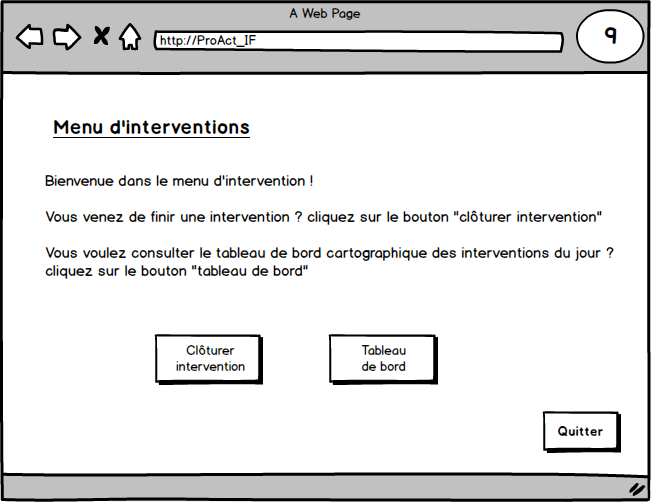 A Web Page
http://ProAct_IF
9
Menu d'interventions
Bienvenue dans le menu d'intervention !
Vous venez de finir une intervention ? cliquez sur le bouton "clôturer intervention"
Vous voulez consulter le tableau de bord cartographique des interventions du jour ?
cliquez sur le bouton "tableau de bord"
Clôturer
intervention
Tableau
de bord
Quitter